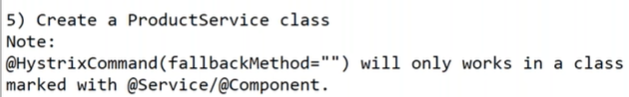 5) Create a ProductService class
Note:
@HystrixCommand(fallbackMethod="") will only works in a class
marked with @Service/@Component.